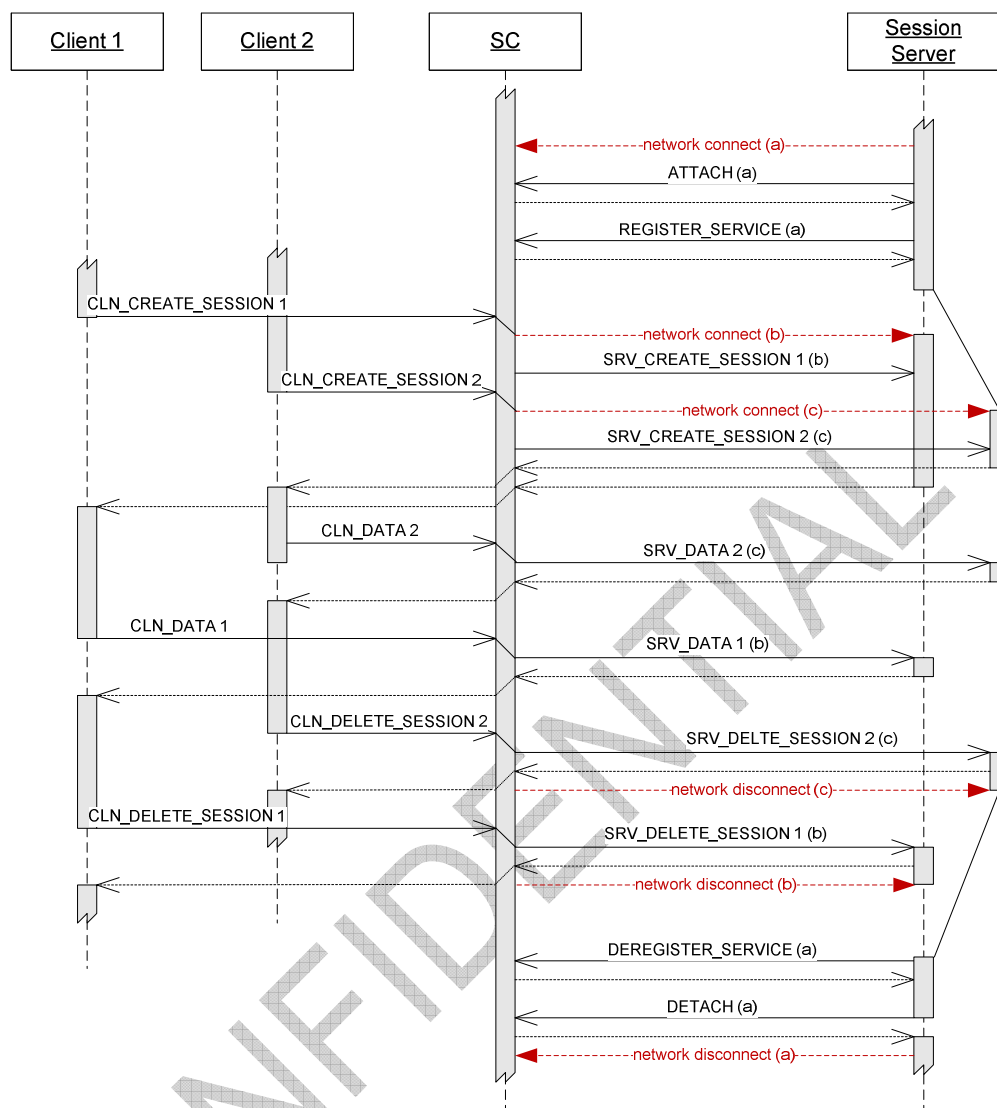 Client 1
Client 2
SC
Session
Server
network connect (a)
ATTACH (a)
REGISTER_SERVICE (a)
CLN_CREATE_SESSION 1
network connect (b)
SRV_CREATE_SESSION 1 (b)
CLN_CREATE_SESSION 2
network connect (c)
SRV_CREATE_SESSION 2 (c)
CLN_DATA 2
SRV_DATA 2 (c)
CLN_DATA 1
SRV_DATA 1 (b)
CLN_DELETE_SESSION 2
SRV_DELTE_SESSION 2 (c)
network disconnect (c)
CLN_DELETE_SESSION 1
SRV_DELETE_SESSION 1 (b)
network disconnect (b)
DEREGISTER_SERVICE (a)
DETACH (a)
network disconnect (a)
NFIDENTIAL